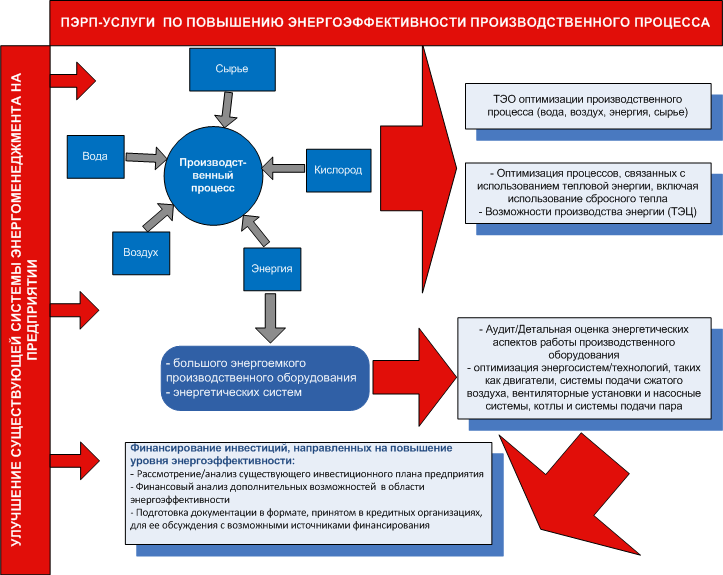 ПЭРП-УСЛУГИ ПО ПОВЫШЕНИЮ ЭНЕРГОЭФФЕКТИВНОСТИ ПРОИЗВОДСТВЕННОГО ПРОЦЕССА
УЛУЧШЕНИЕ СУЩЕСТВУЮЩЕЙ СИСТЕМЫ ЭНЕРГОМЕНЕДЖМЕНТА НА
ПРЕДПРИЯТИИ
Сырье
Вода
Производст-
венный
процесс
Кислород
Воздух
Энергия
ТЭО оптимизации производственного
процесса (вода, воздух, энергия, сырье)
- Оптимизация процессов, связанных с
использованием тепловой энергии, включая
использование сбросного тепла
- Возможности производства энергии (ТЭЦ)
- большого энергоемкого
производственного оборудования
- энергетических систем
- Аудит/Детальная оценка энергетических
аспектов работы производственного
оборудования
- оптимизация энергосистем/технологий, таких
как двигатели, системы подачи сжатого
воздуха, вентиляторные установки и насосные
системы, котлы и системы подачи пара
Финансирование инвестиций, направленных на повышение
уровня энергоэффективности:
- Рассмотрение/анализ существующего инвестиционного плана предприятия
- Финансовый анализ дополнительных возможностей в области
энергоэффективности
- Подготовка документации в формате, принятом в кредитных организациях,
для ее обсуждения с возможными источниками финансирования